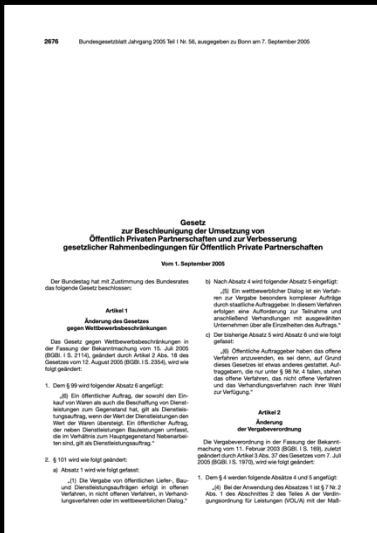 2676 Bundesgesetzblatt Jahrgang 2005 Teil I Nr. 56, ausgegeben zu Bonn am 7. September 2005
Gesetz
zur Beschleunigung der Umsetzung von
Öffentlich Privaten Partnerschaften und zur Verbesserung
gesetzlicher Rahmenbedingungen für Öffentlich Private Partnerschaften
Vom 1. September 2005
Der Bundestag hat mit Zustimmung des Bundesrates
das folgende Gesetz beschlossen:
Artikel 1
Änderung des Gesetzes
gegen Wettbewerbsbeschränkungen
Das Gesetz gegen Wettbewerbsbeschränkungen in
der Fassung der Bekanntmachung vom 15. Juli 2005
(BGBl. I S. 2114), geändert durch Artikel 2 Abs. 18 des
Gesetzes vom 12. August 2005 (BGBl. I S. 2354), wird wie
folgt geändert:
1. Dem § 99 wird folgender Absatz 6 angefügt:
„(6) Ein öffentlicher Auftrag, der sowohl den Ein-
kauf von Waren als auch die Beschaffung von Dienst-
leistungen zum Gegenstand hat, gilt als Dienstleis-
tungsauftrag, wenn der Wert der Dienstleistungen den
Wert der Waren übersteigt. Ein öffentlicher Auftrag,
der neben Dienstleistungen Bauleistungen umfasst,
die im Verhältnis zum Hauptgegenstand Nebenarbei-
ten sind, gilt als Dienstleistungsauftrag.“
2. § 101 wird wie folgt geändert:
a) Absatz 1 wird wie folgt gefasst:
„(1) Die Vergabe von öffentlichen Liefer-, Bau-
und Dienstleistungsaufträgen erfolgt in offenen
Verfahren, in nicht offenen Verfahren, in Verhand-
lungsverfahren oder im wettbewerblichen Dialog.“
b) Nach Absatz 4 wird folgender Absatz 5 eingefügt:
„(5) Ein wettbewerblicher Dialog ist ein Verfah-
ren zur Vergabe besonders komplexer Aufträge
durch staatliche Auftraggeber. In diesem Verfahren
erfolgen eine Aufforderung zur Teilnahme und
anschließend Verhandlungen mit ausgewählten
Unternehmen über alle Einzelheiten des Auftrags.“
c) Der bisherige Absatz 5 wird Absatz 6 und wie folgt
gefasst:
„(6) Öffentliche Auftraggeber haben das offene
Verfahren anzuwenden, es sei denn, auf Grund
dieses Gesetzes ist etwas anderes gestattet. Auf-
traggebern, die nur unter § 98 Nr. 4 fallen, stehen
das offene Verfahren, das nicht offene Verfahren
und das Verhandlungsverfahren nach ihrer Wahl
zur Verfügung.“
Artikel 2
Änderung
der Vergabeverordnung
Die Vergabeverordnung in der Fassung der Bekannt-
machung vom 11. Februar 2003 (BGBl. I S. 169), zuletzt
geändert durch Artikel 3 Abs. 37 des Gesetzes vom 7. Juli
2005 (BGBl. I S. 1970), wird wie folgt geändert:
1. Dem § 4 werden folgende Absätze 4 und 5 angefügt:
„(4) Bei der Anwendung des Absatzes 1 ist § 7 Nr. 2
Abs. 1 des Abschnittes 2 des Teiles A der Verdin-
gungsordnung für Leistungen (VOL/A) mit der Maß-